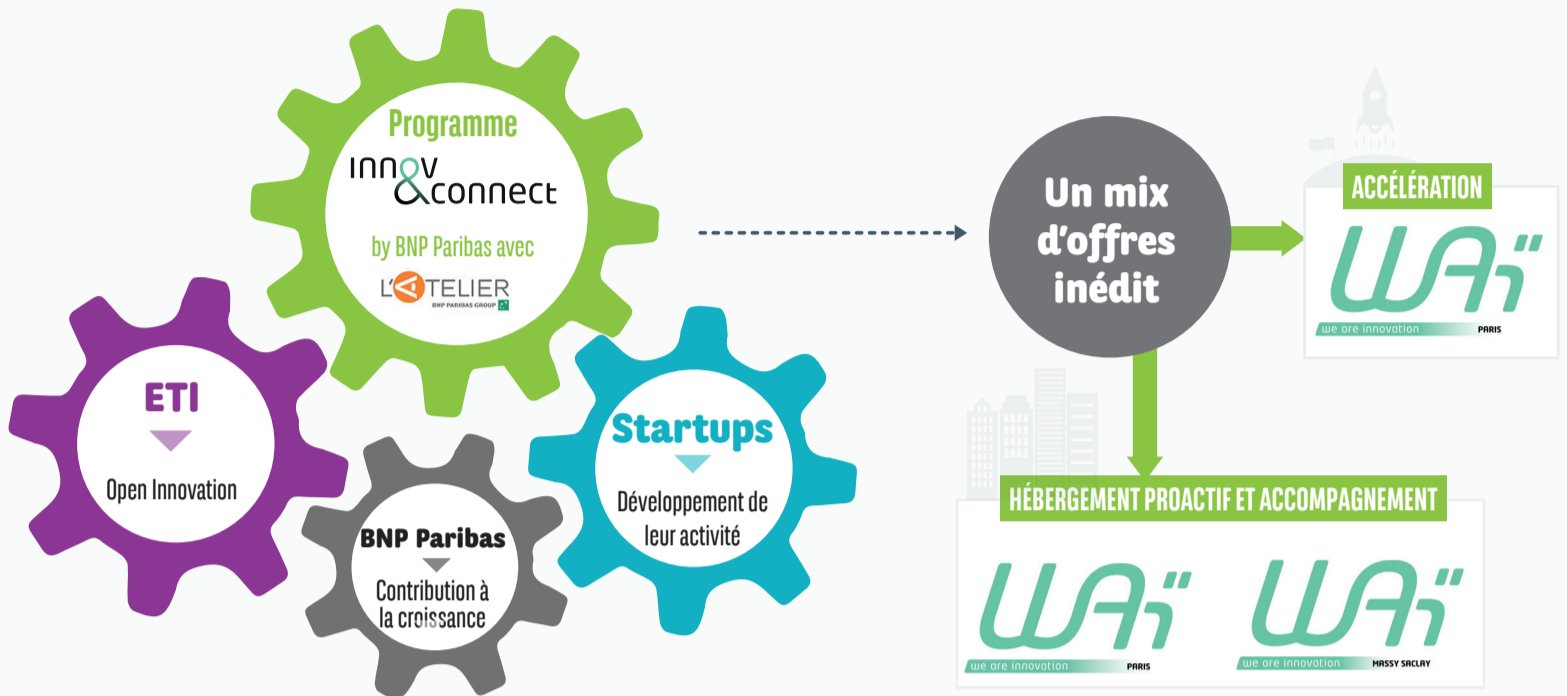 Programme
Innov
&connect
by BNP Paribas avec
L'ATELIER
BNP PARIBAS GROUP
ETI
Open Innovation
BNP Paribas
Contribution à
la croissance
Startups
Développement de
leur activité
Un mix
d'offres
inédit
ACCÉLÉRATION
WAI
we are innovation PARIS
HÉBERGEMENT PROACTIF ET ACCOMPAGNEMENT
WAI
we are innovation PARIS
WAI
we are innovation MASSY SACLAY